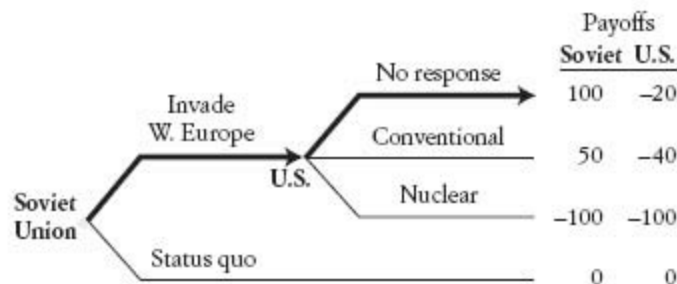 Payoffs
Soviet U.S.
No response
100 –20
Invade
W. Europe
Conventional
50 –40
U.S.
Nuclear
Soviet
Union
–100 –100
Status quo
0 0